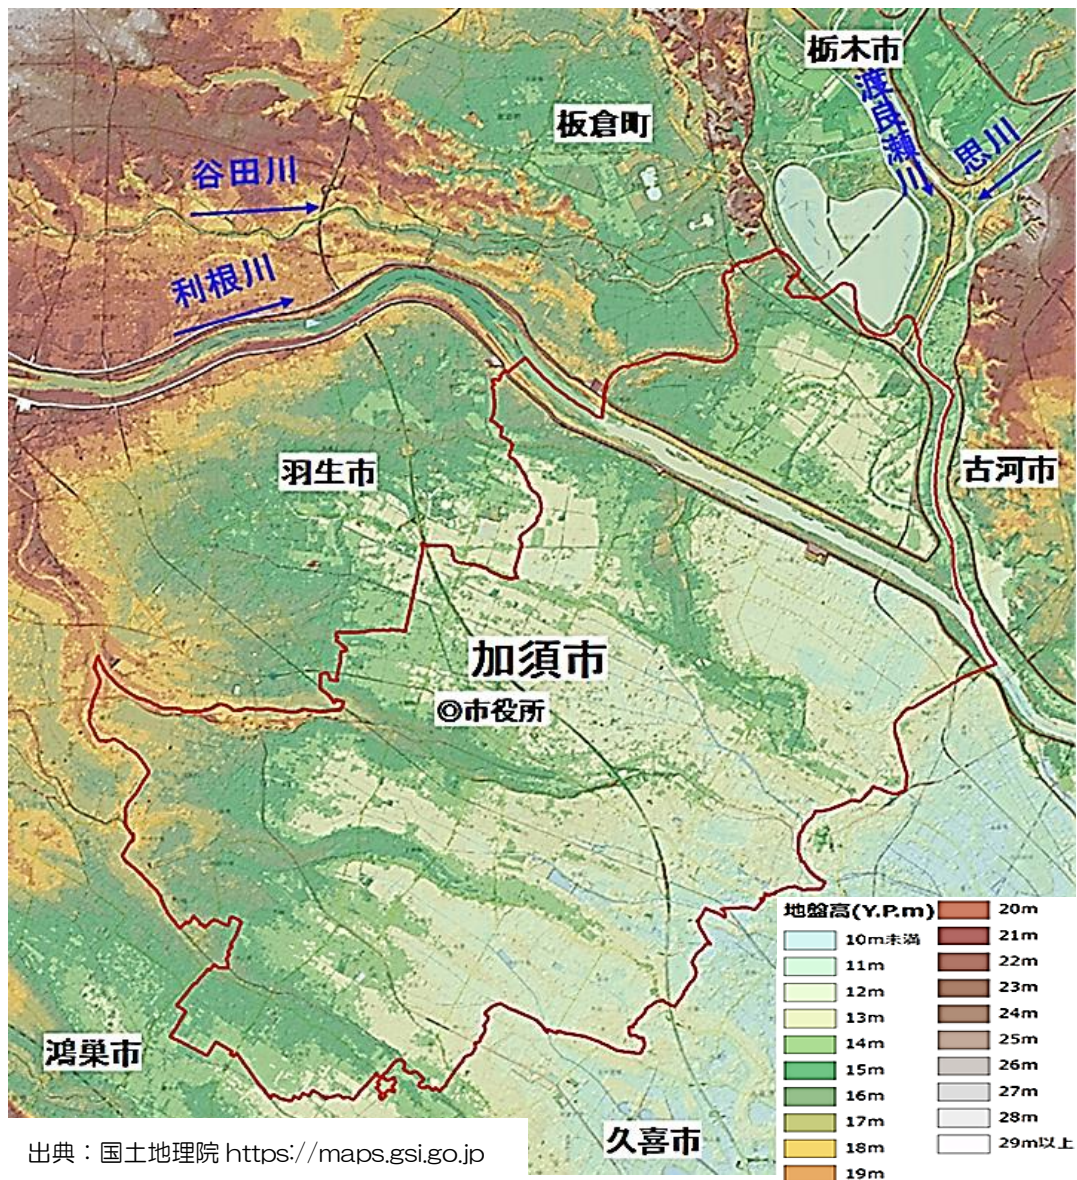 栃木市
渡良瀬川
板倉町
思川
谷田川
利根川
羽生市
古河市
加須市
◎市役所
鴻巣市
久喜市
地盤高(Y.P.m)
10m未満
11m
12m
13m
14m
15m
16m
17m
18m
19m
20m
21m
22m
23m
24m
25m
26m
27m
28m
29m以上
出典：国土地理院 https://maps.gsi.go.jp